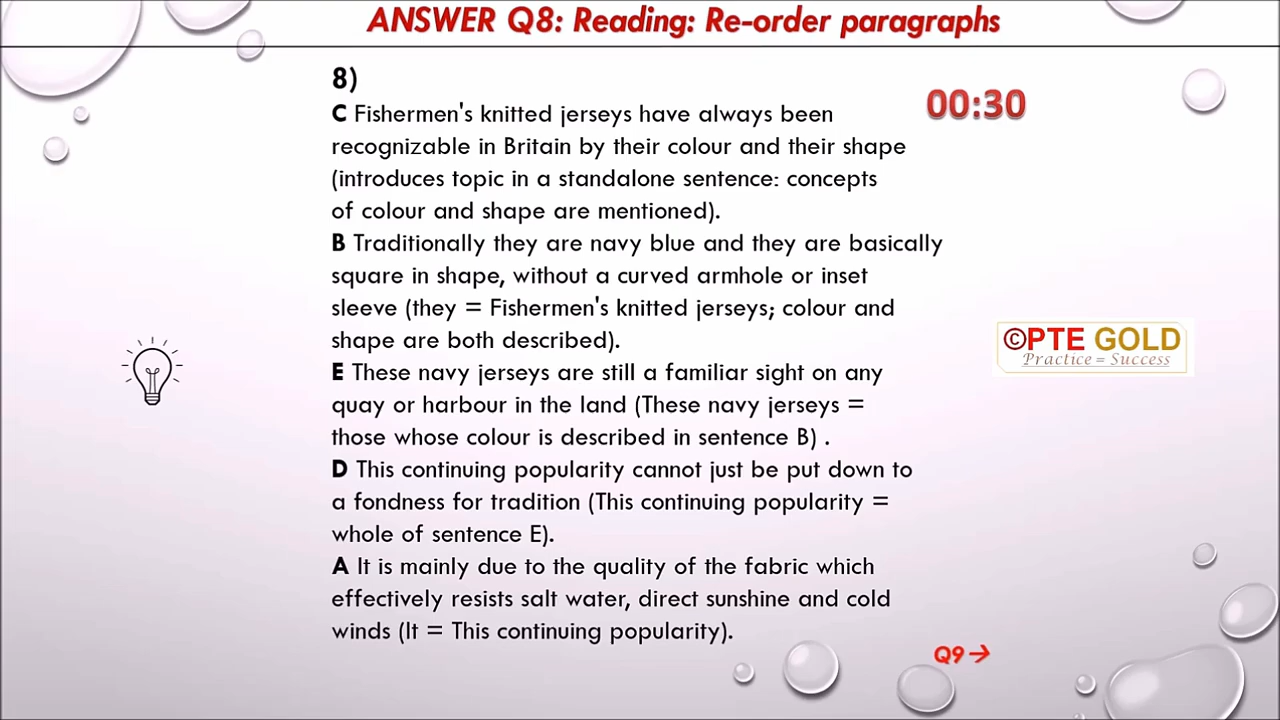 ANSWER Q8: Reading: Re-order paragraphs
8)
00:30
C Fishermen's knitted jerseys have always been
recognizable in Britain by their colour and their shape
(introduces topic in a standalone sentence: concepts
of colour and shape are mentioned).
B Traditionally they are navy blue and they are basically
square in shape, without a curved armhole or inset
sleeve (they = Fishermen's knitted jerseys; colour and
shape are both described).
E These navy jerseys are still a familiar sight on any
quay or harbour in the land (These navy jerseys =
those whose colour is described in sentence B) .
D This continuing popularity cannot just be put down to
a fondness for tradition (This continuing popularity =
whole of sentence E).
A It is mainly due to the quality of the fabric which
effectively resists salt water, direct sunshine and cold
winds (It = This continuing popularity).
©PTE GOLD
Practice = Success
Q9→